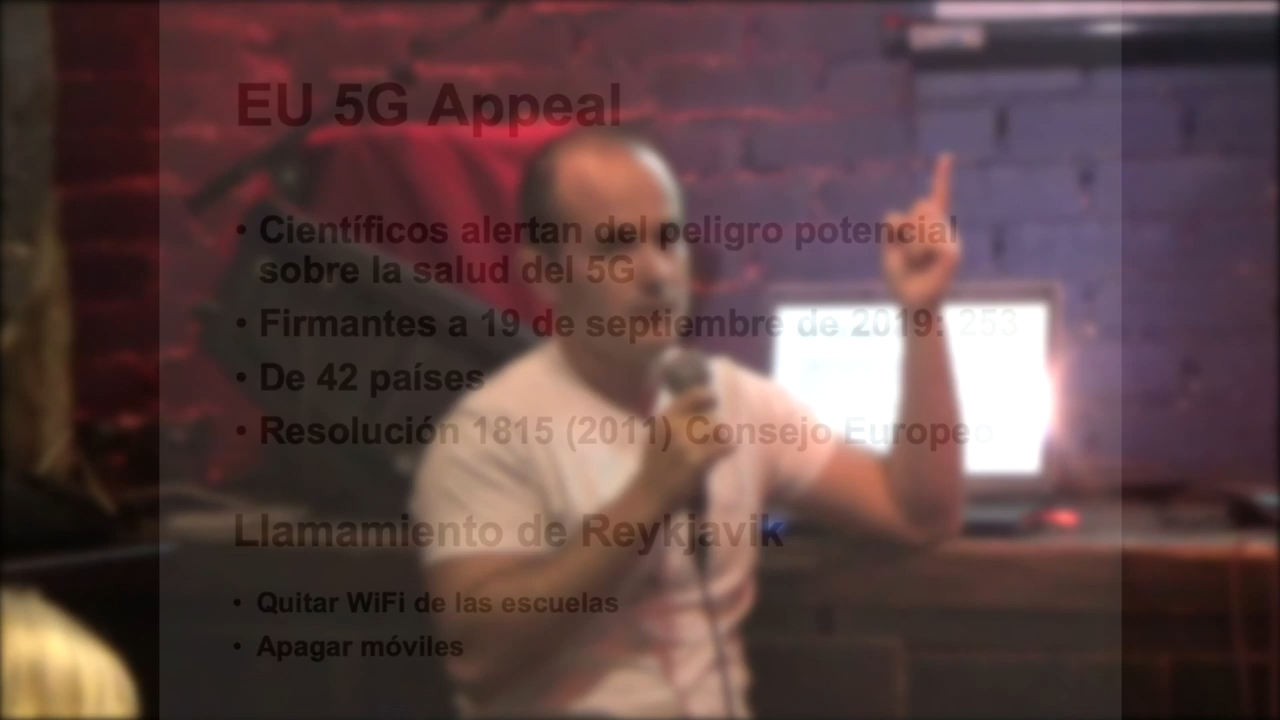 EU 5G Appeal
• Científicos alertan del peligro potencial
sobre la salud del 5G
• Firmantes a 19 de septiembre de 2019: 253
• De 42 países
• Resolución 1815 (2011) Consejo Europeo
Llamamiento de Reykjavik
• Quitar WiFi de las escuelas
• Apagar móviles